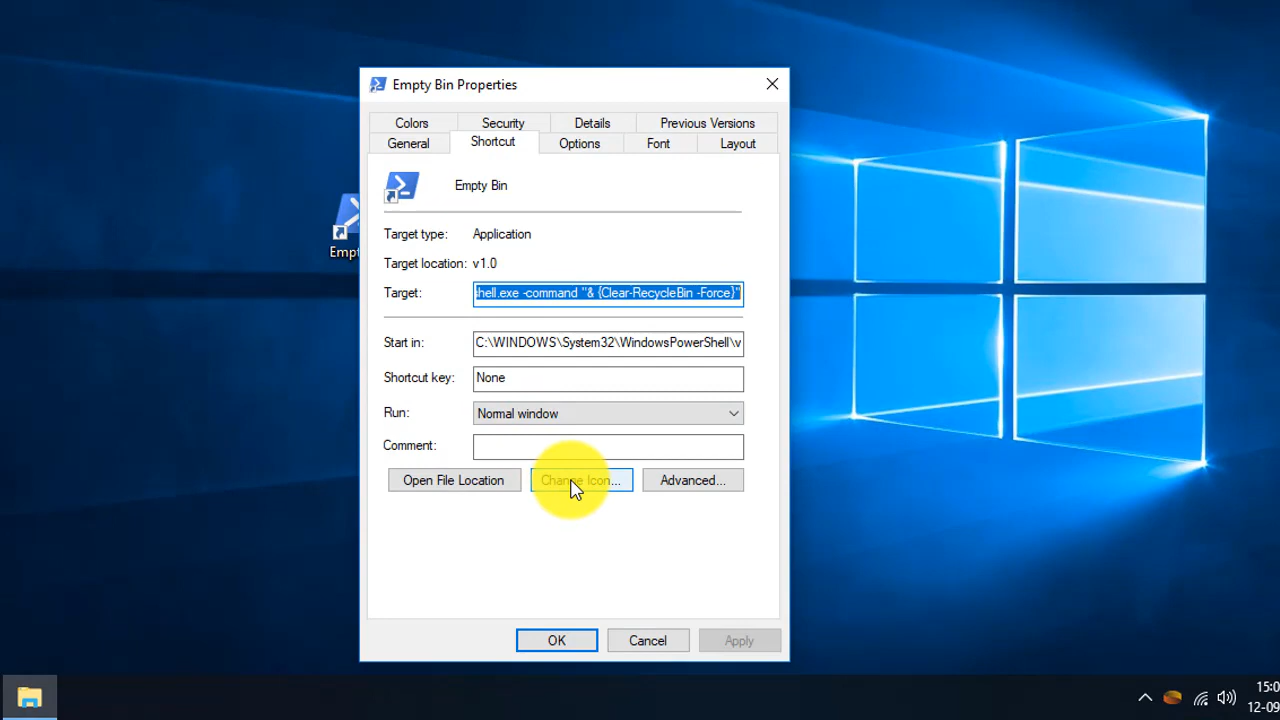 Empty Bin Properties
Colors Security Details Previous Versions
General Shortcut Options Font Layout
Empty Bin
Empt
Target type: Application
Target location: v1.0
Target: shell.exe -command "& {Clear-RecycleBin -Force}"
Start in: C:\WINDOWS\System32\WindowsPowerShell\v
Shortcut key: None
Run: Normal window
Comment:
Open File Location Change Icon... Advanced...
OK Cancel Apply
15:0
12-09